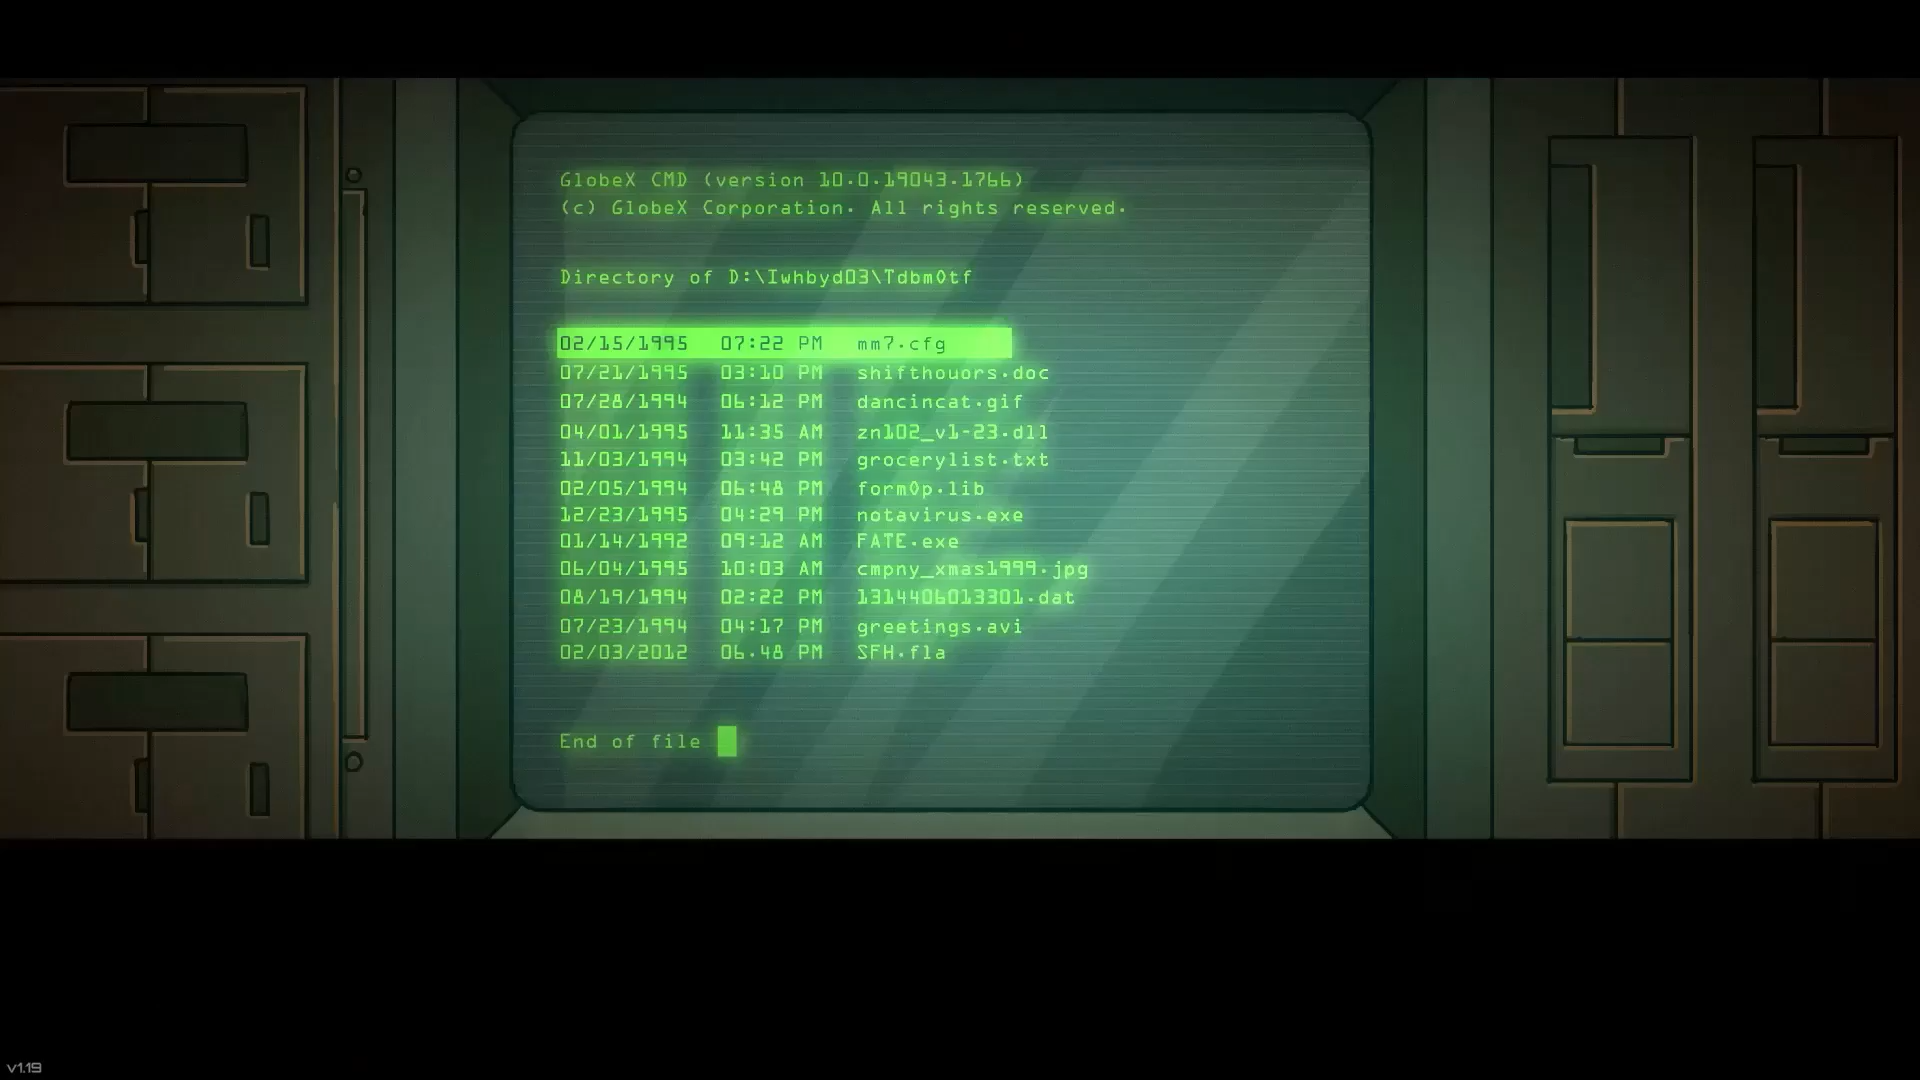 GlobeX CMD (version 10.0.19043.1766)
(c) GlobeX Corporation. All rights reserved.
Directory of D:\Iwhbyd03\Tdbm0tf
02/15/1995 07:22 PM mm7.cfg
07/21/1995 03:10 PM shifthouors.doc
07/28/1994 06:12 PM dancincat.gif
04/01/1995 11:35 AM zn102_v1-23.dll
11/03/1994 03:42 PM grocerylist.txt
02/05/1994 06:48 PM form0p.lib
12/23/1995 04:29 PM notavirus.exe
01/14/1992 09:12 AM FATE.exe
06/04/1995 10:03 AM cmpny_xmas1999.jpg
08/19/1994 02:22 PM 1314406013301.dat
07/23/1994 04:17 PM greetings.avi
02/03/2012 06.48 PM SFH.fla
End of file
v1.19